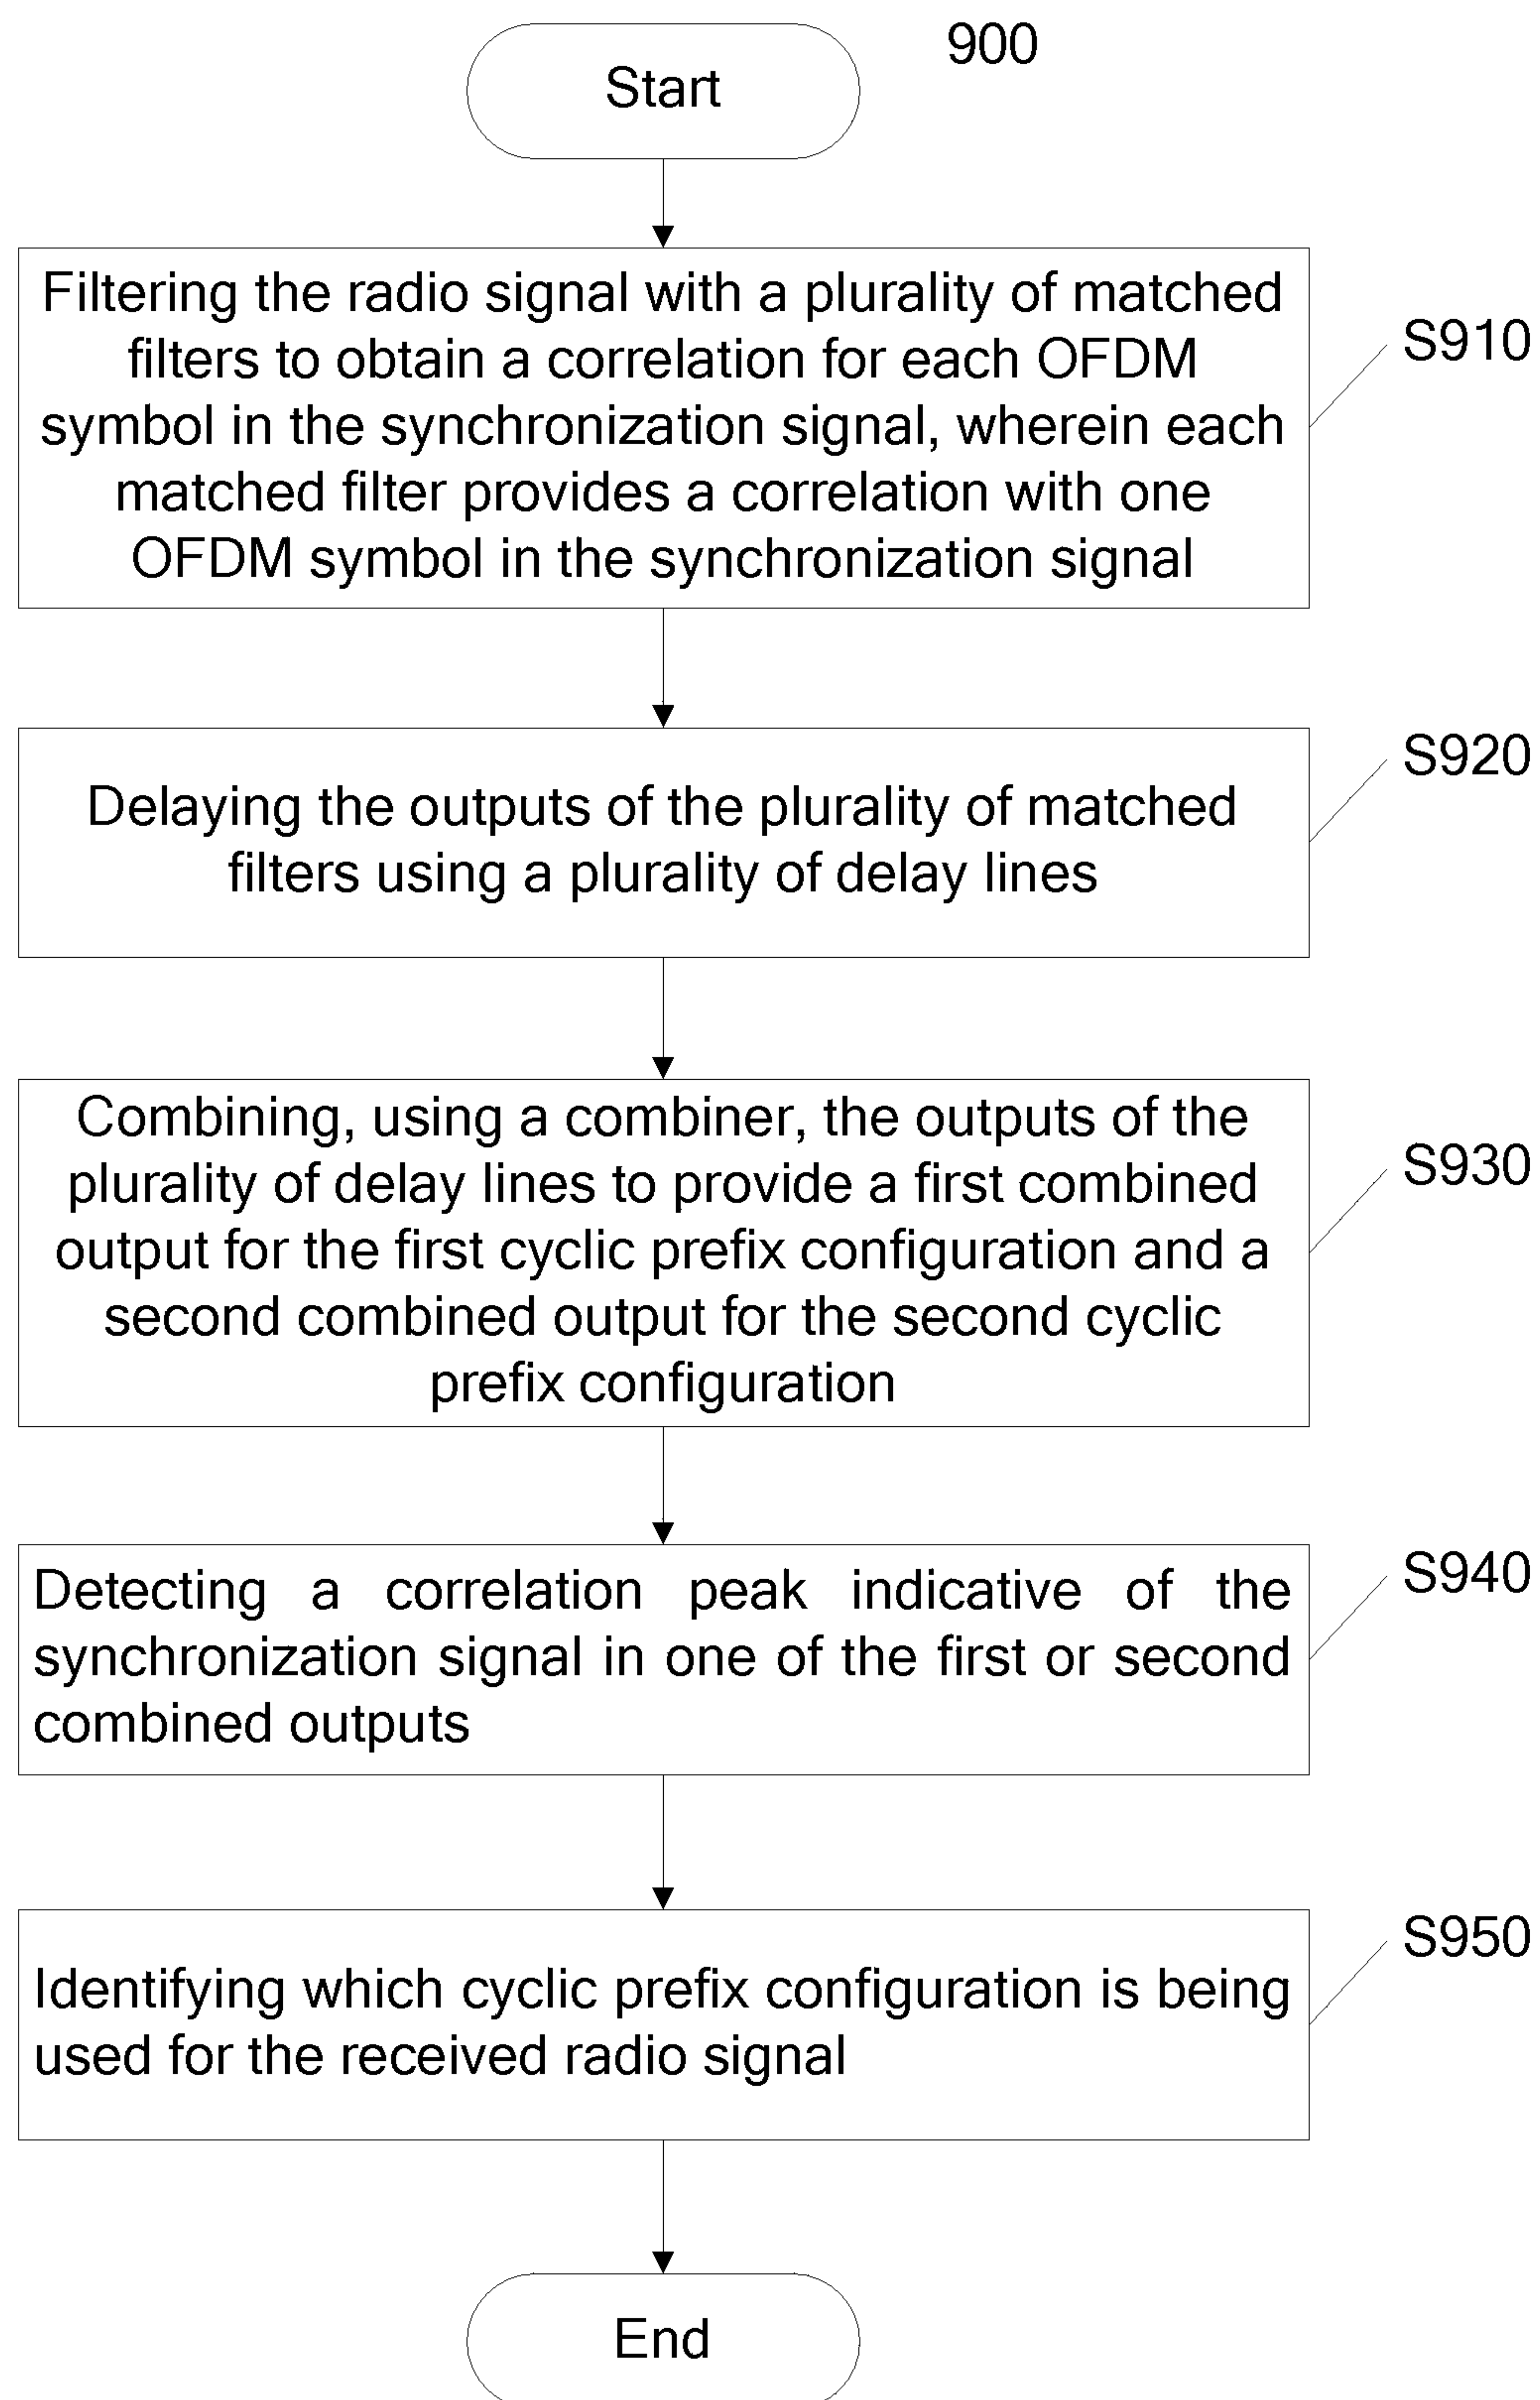 900
Start
Filtering the radio signal with a plurality of matched
filters to obtain a correlation for each OFDM
symbol in the synchronization signal, wherein each
matched filter provides a correlation with one
OFDM symbol in the synchronization signal
S910
Delaying the outputs of the plurality of matched
filters using a plurality of delay lines
S920
Combining, using a combiner, the outputs of the
plurality of delay lines to provide a first combined
output for the first cyclic prefix configuration and a
second combined output for the second cyclic
prefix configuration
S930
Detecting a correlation peak indicative of the
synchronization signal in one of the first or second
combined outputs
S940
Identifying which cyclic prefix configuration is being
used for the received radio signal
S950
End